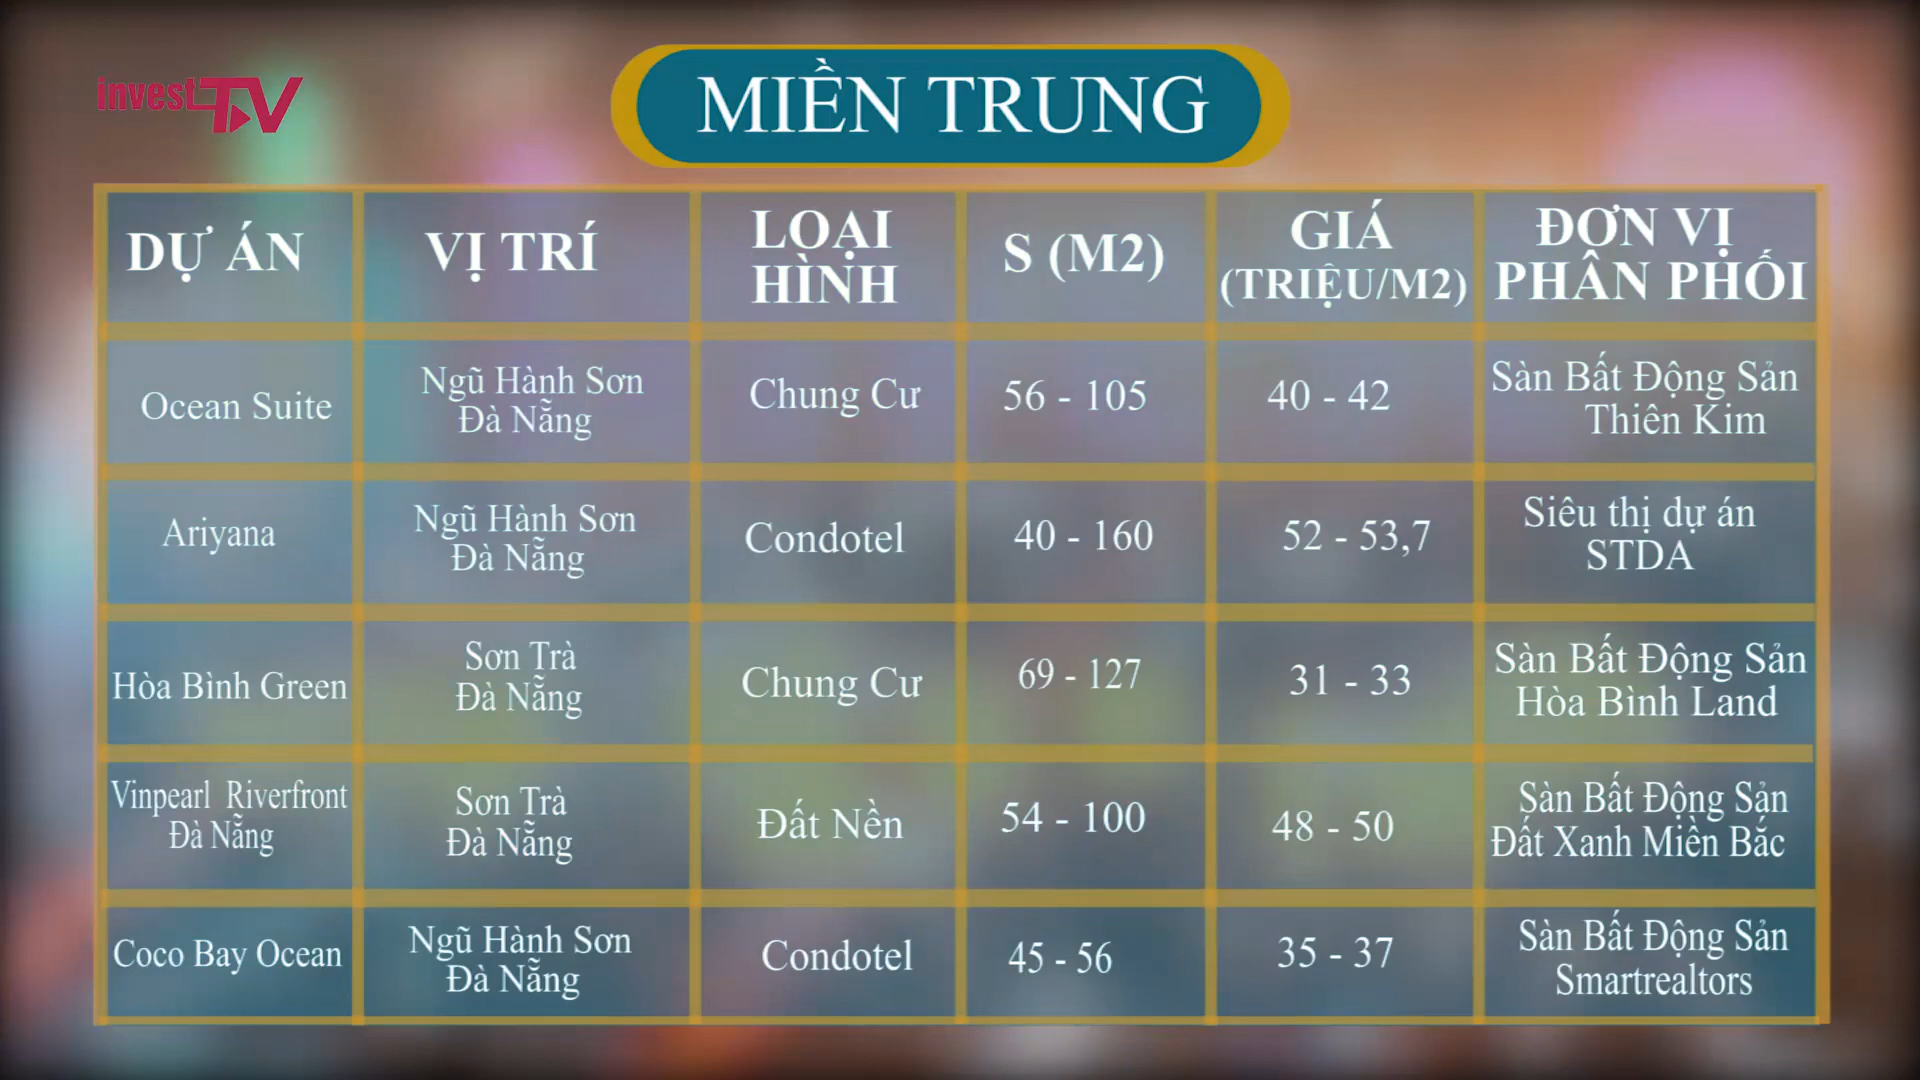 investTV
MIỀN TRUNG
DỰ ÁN
VỊ TRÍ
LOẠI
HÌNH
S (M2)
GIÁ
(TRIỆU/M2)
ĐƠN VỊ
PHÂN PHỐI
Ocean Suite
Ngũ Hành Sơn
Đà Nẵng
Chung Cư
56 - 105
40 - 42
Sàn Bất Động Sản
Thiên Kim
Ariyana
Ngũ Hành Sơn
Đà Nẵng
Condotel
40 - 160
52 - 53,7
Siêu thị dự án
STDA
Hòa Bình Green
Sơn Trà
Đà Nẵng
Chung Cư
69 - 127
31 - 33
Sàn Bất Động Sản
Hòa Bình Land
Vinpearl Riverfront
Đà Nẵng
Sơn Trà
Đà Nẵng
Đất Nền
54 - 100
48 - 50
Sàn Bất Động Sản
Đất Xanh Miền Bắc
Coco Bay Ocean
Ngũ Hành Sơn
Đà Nẵng
Condotel
45 - 56
35 - 37
Sàn Bất Động Sản
Smartrealtors